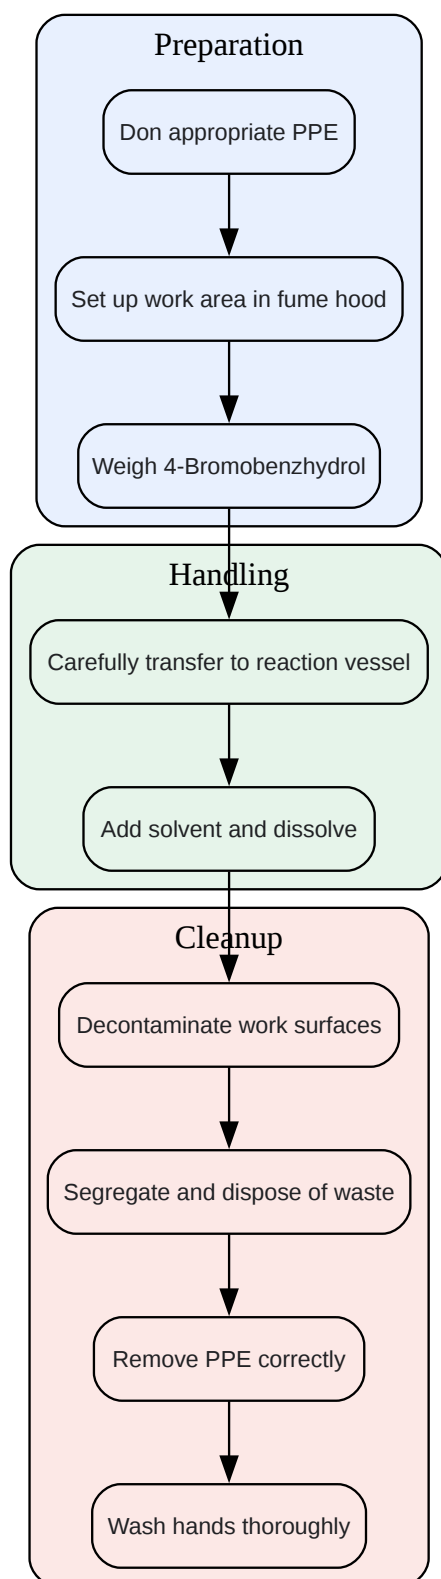 Preparation
Don appropriate PPE
Set up work area in fume hood
Weigh 4-Bromobenzhydrol
Handling
Carefully transfer to reaction vessel
Add solvent and dissolve
Cleanup
Decontaminate work surfaces
Segregate and dispose of waste
Remove PPE correctly
Wash hands thoroughly